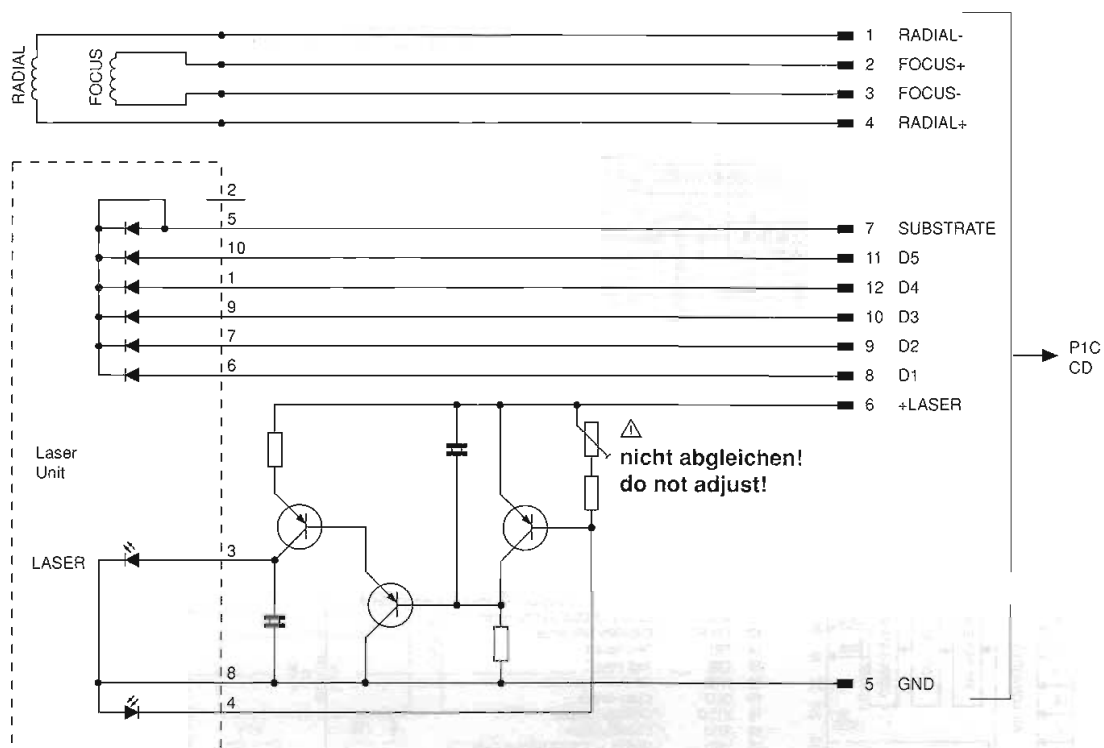 1 RADIAL-
2 FOCUS+
3 FOCUS-
4 RADIAL+
RADIAL
FOCUS
2
5
7 SUBSTRATE
10
11 D5
1
12 D4
9
10 D3
7
9 D2
6
8 D1
P1C
CD
6 +LASER
nicht abgleichen!
do not adjust!
Laser
Unit
3
LASER
8
5 GND
4